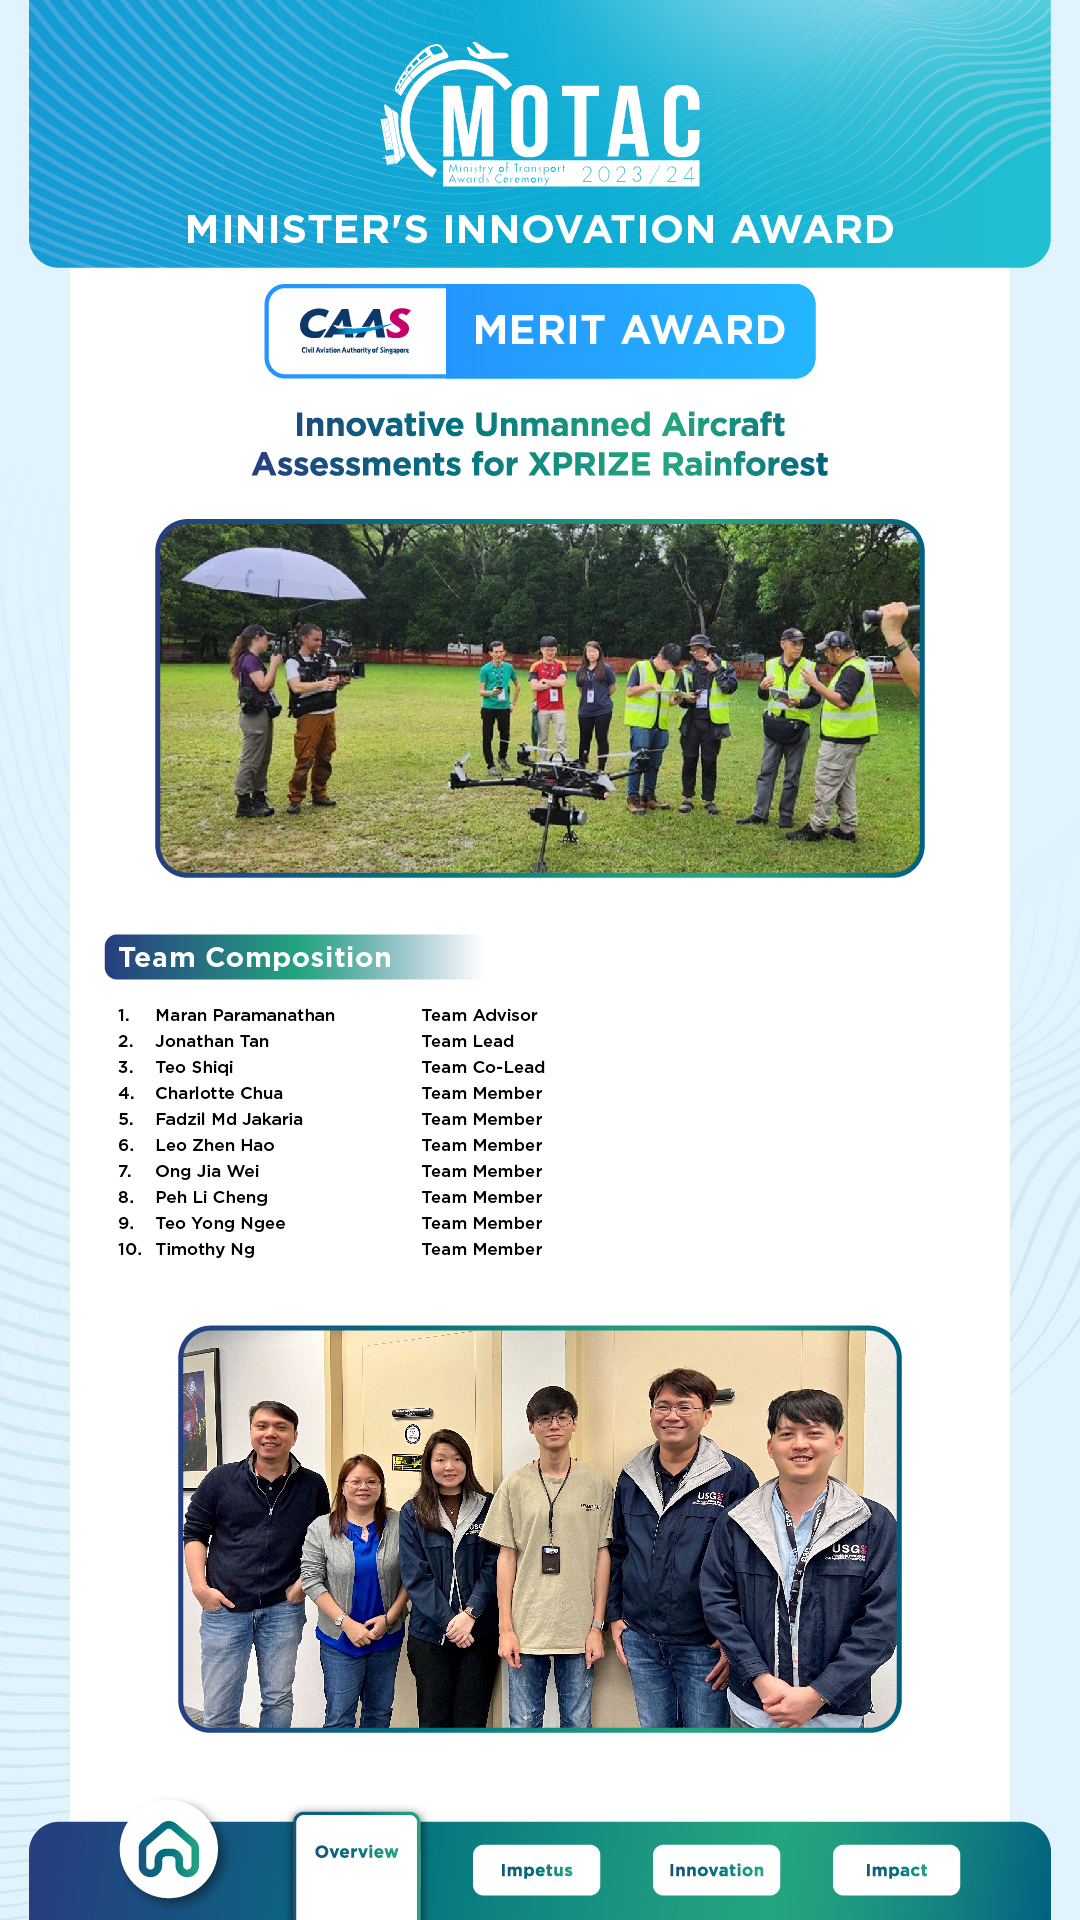 MOTAC
Ministry of Transport
Awards Ceremony 2023/24
MINISTER'S INNOVATION AWARD
CAAS
Civil Aviation Authority of Singapore
MERIT AWARD
Innovative Unmanned Aircraft
Assessments for XPRIZE Rainforest
Team Composition
1. Maran Paramanathan Team Advisor
2. Jonathan Tan Team Lead
3. Teo Shiqi Team Co-Lead
4. Charlotte Chua Team Member
5. Fadzil Md Jakaria Team Member
6. Leo Zhen Hao Team Member
7. Ong Jia Wei Team Member
8. Peh Li Cheng Team Member
9. Teo Yong Ngee Team Member
10. Timothy Ng Team Member
USG
USG
USG
Overview
Impetus
Innovation
Impact